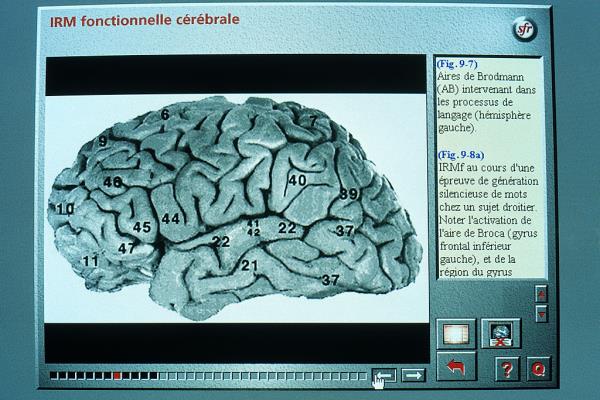 IRM fonctionnelle cérébrale
sfr
6
7
9
46
40
39
10
45
44
41
42
22
22
37
47
11
21
37
(Fig. 9-7)
Aires de Brodmann
(AB) intervenant dans
les processus de
langage (hémisphère
gauche).
(Fig. 9-8a)
IRMf au cours d'une
épreuve de génération
silencieuse de mots
chez un sujet droitier.
Noter l'activation de
l'aire de Broca (gyrus
frontal inférieur
gauche), et de la
région du gyrus
?
Q